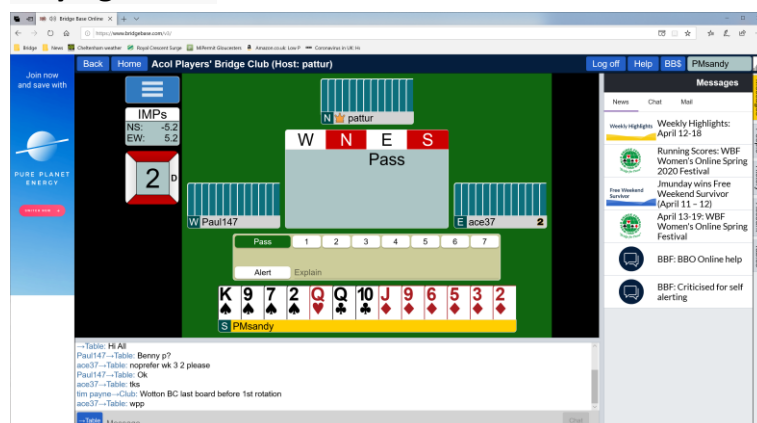 (1) Bridge Base Online
https://www.bridgebase.com/v3/
Bridge News Cheltenham weather Royal Crescent Surge Millermit Gloucesters Amazon.co.uk: Low P Coronavirus in UK: H
Back Home Acol Players' Bridge Club (Host: pattur) Log off Help BB$ PMsandy
Join now
and save with
PURE PLANET
ENERGY
IMPs
NS: -5.2
EW: 5.2
2 D
N pattur
W N E S
Pass
W Paul147
E ace37 2
Pass 1 2 3 4 5 6 7
Alert Explain
K 9 7 2 Q Q 10 J 9 6 5 3 2
♠ ♠ ♠ ♠ ♥ ♣ ♣ ♦ ♦ ♦ ♦ ♦ ♦
S PMsandy
→Table: Hi All
Paul147→Table: Benny p?
ace37→Table: noprefer wk 3 2 please
Paul147→Table: Ok
ace37→Table: tks
tim payne→Club: Wotton BC last board before 1st rotation
ace37→Table: wpp
→Table Message Chat
Messages
News Chat Mail
Weekly Highlights Weekly Highlights:
April 12-18
Running Scores: WBF
Women's Online Spring
2020 Festival
Free Weekend
Survivor
Jmunday wins Free
Weekend Survivor
(April 11 – 12)
April 13-19: WBF
Women's Online Spring
Festival
BBF: BBO Online help
BBF: Criticised for self
alerting